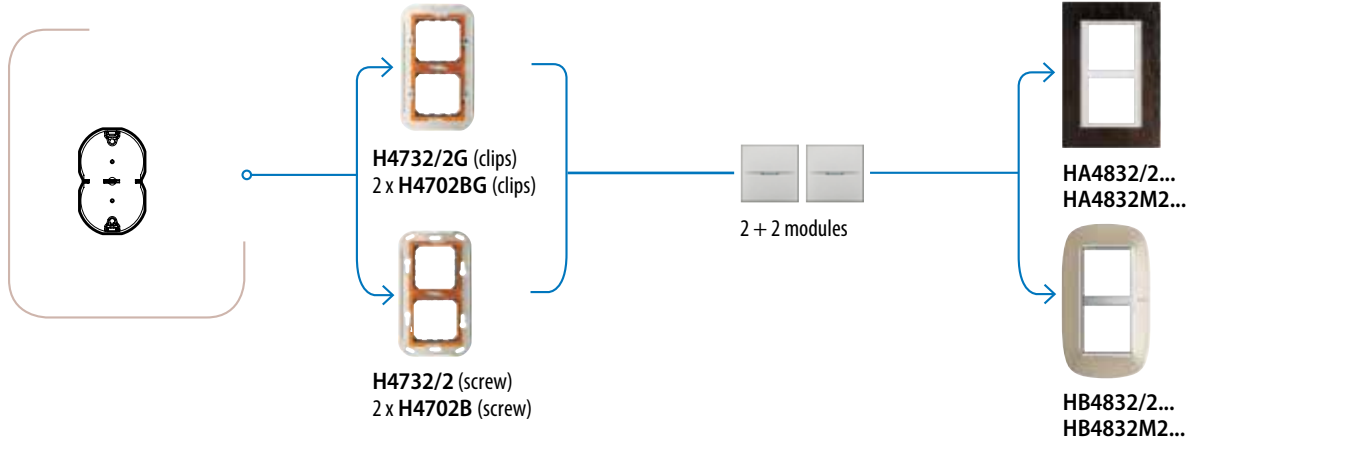 H4732/2G (clips)
2 x H4702BG (clips)
H4732/2 (screw)
2 x H4702B (screw)
2 + 2 modules
HA4832/2...
HA4832M2...
HB4832/2...
HB4832M2...